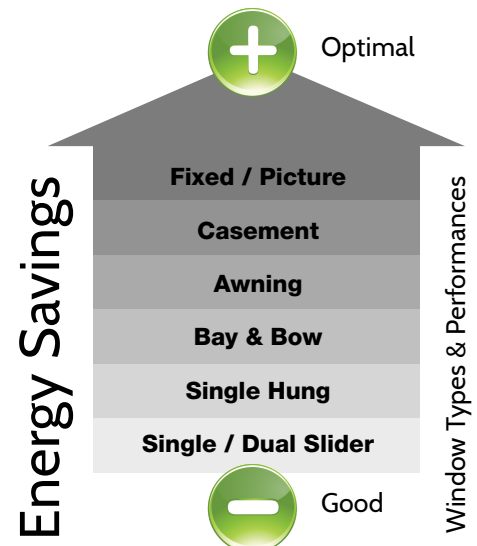 Optimal
Fixed / Picture
Casement
Awning
Bay & Bow
Single Hung
Single / Dual Slider
Good
Energy Savings
Window Types & Performances